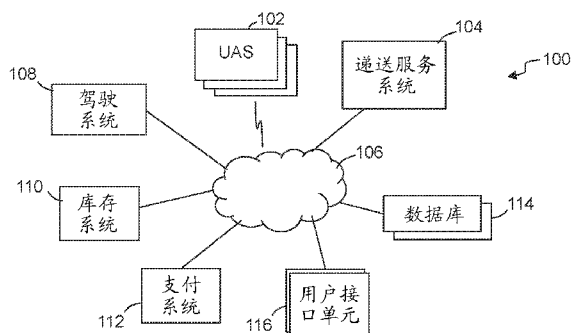 102
UAS
104
递送服务
系统
100
108
驾驶
系统
106
110
库存
系统
数据库
114
支付
系统
112
用户接
口单元
116